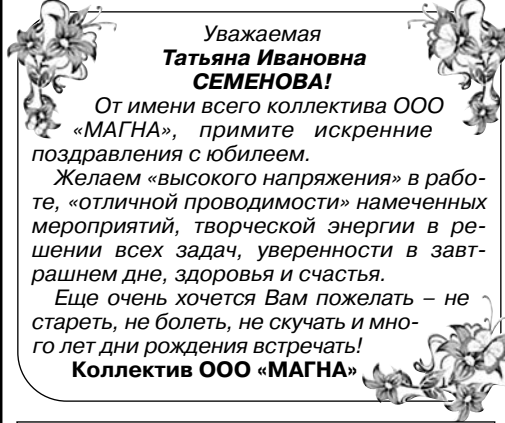 Уважаемая
Татьяна Ивановна
СЕМЕНОВА!
От имени всего коллектива ООО
«МАГНА», примите искренние
поздравления с юбилеем.
Желаем «высокого напряжения» в рабо-
те, «отличной проводимости» намеченных
мероприятий, творческой энергии в ре-
шении всех задач, уверенности в завт-
рашнем дне, здоровья и счастья.
Еще очень хочется Вам пожелать – не
стареть, не болеть, не скучать и мно-
го лет дни рождения встречать!
Коллектив ООО «МАГНА»